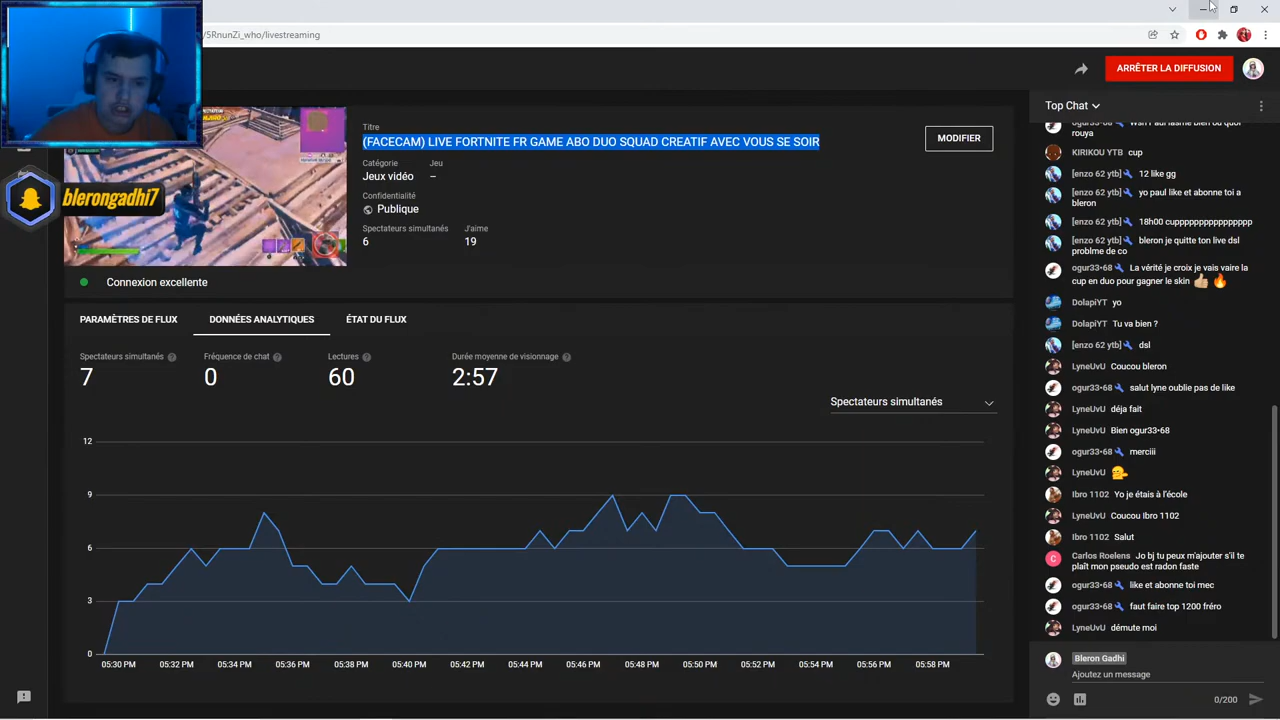 /5RnunZi_who/livestreaming
ARRÊTER LA DIFFUSION
blerongadhi7
Titre
(FACECAM) LIVE FORTNITE FR GAME ABO DUO SQUAD CREATIF AVEC VOUS SE SOIR
MODIFIER
Catégorie Jeu
Jeux vidéo –
Confidentialité
Publique
Spectateurs simultanés J'aime
6 19
Connexion excellente
PARAMÈTRES DE FLUX DONNÉES ANALYTIQUES ÉTAT DU FLUX
Spectateurs simultanés Fréquence de chat Lectures Durée moyenne de visionnage
7 0 60 2:57
Spectateurs simultanés
12
9
6
3
0
05:30 PM 05:32 PM 05:34 PM 05:36 PM 05:38 PM 05:40 PM 05:42 PM 05:44 PM 05:46 PM 05:48 PM 05:50 PM 05:52 PM 05:54 PM 05:56 PM 05:58 PM
Top Chat
rouya
KIRIKOU YTB cup
[enzo 62 ytb] 12 like gg
[enzo 62 ytb] yo paul like et abonne toi a
bleron
[enzo 62 ytb] 18h00 cuppppppppppppppp
[enzo 62 ytb] bleron je quitte ton live dsl
problme de co
ogur33•68 La vérité je croix je vais vaire la
cup en duo pour gagner le skin 👍🔥
DolapiYT yo
DolapiYT Tu va bien ?
[enzo 62 ytb] dsl
LyneUvU Coucou bleron
ogur33•68 salut lyne oublie pas de like
LyneUvU déja fait
LyneUvU Bien ogur33•68
ogur33•68 merciii
LyneUvU
Ibro 1102 Yo je étais à l'école
LyneUvU Coucou Ibro 1102
Ibro 1102 Salut
C Carlos Roelens Jo bj tu peux m'ajouter s'il te
plaît mon pseudo est radon faste
ogur33•68 like et abonne toi mec
ogur33•68 faut faire top 1200 fréro
LyneUvU démute moi
Bleron Gadhi
Ajoutez un message
0/200